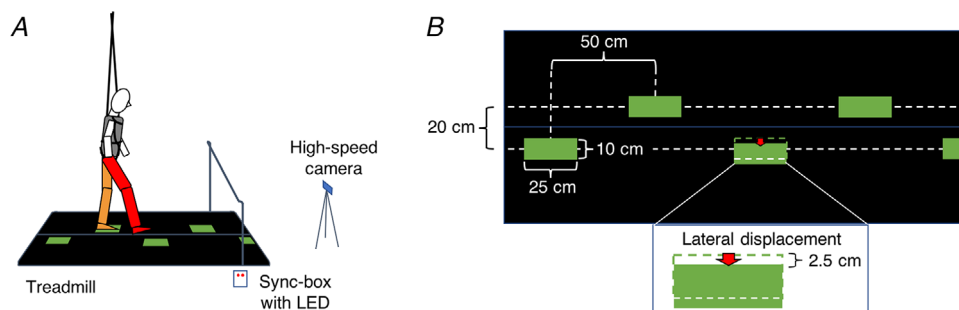 A
High-speed
camera
Treadmill
Sync-box
with LED
B
50 cm
20 cm
10 cm
25 cm
Lateral displacement
2.5 cm